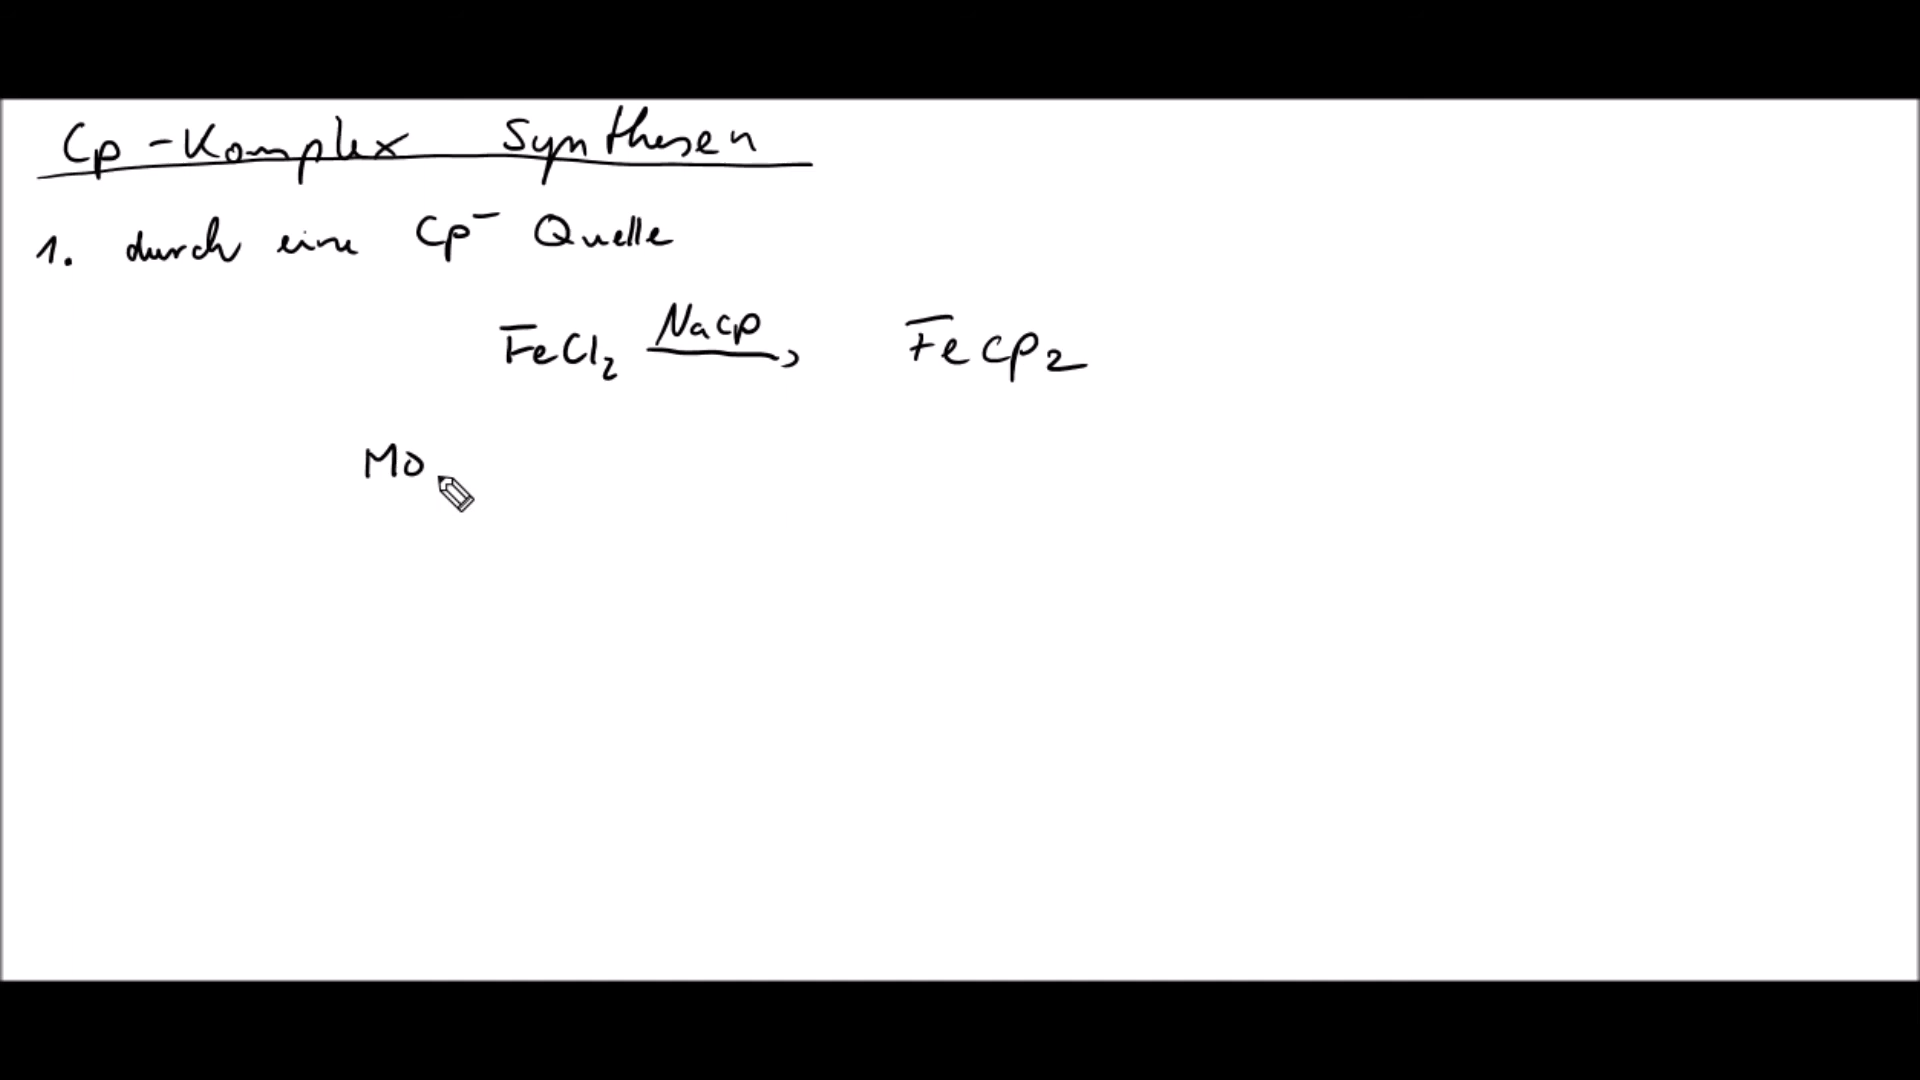 Cp-Komplex Synthesen
1. durch eine Cp⁻ Quelle
FeCl₂ NaCp → FeCp₂
Mo